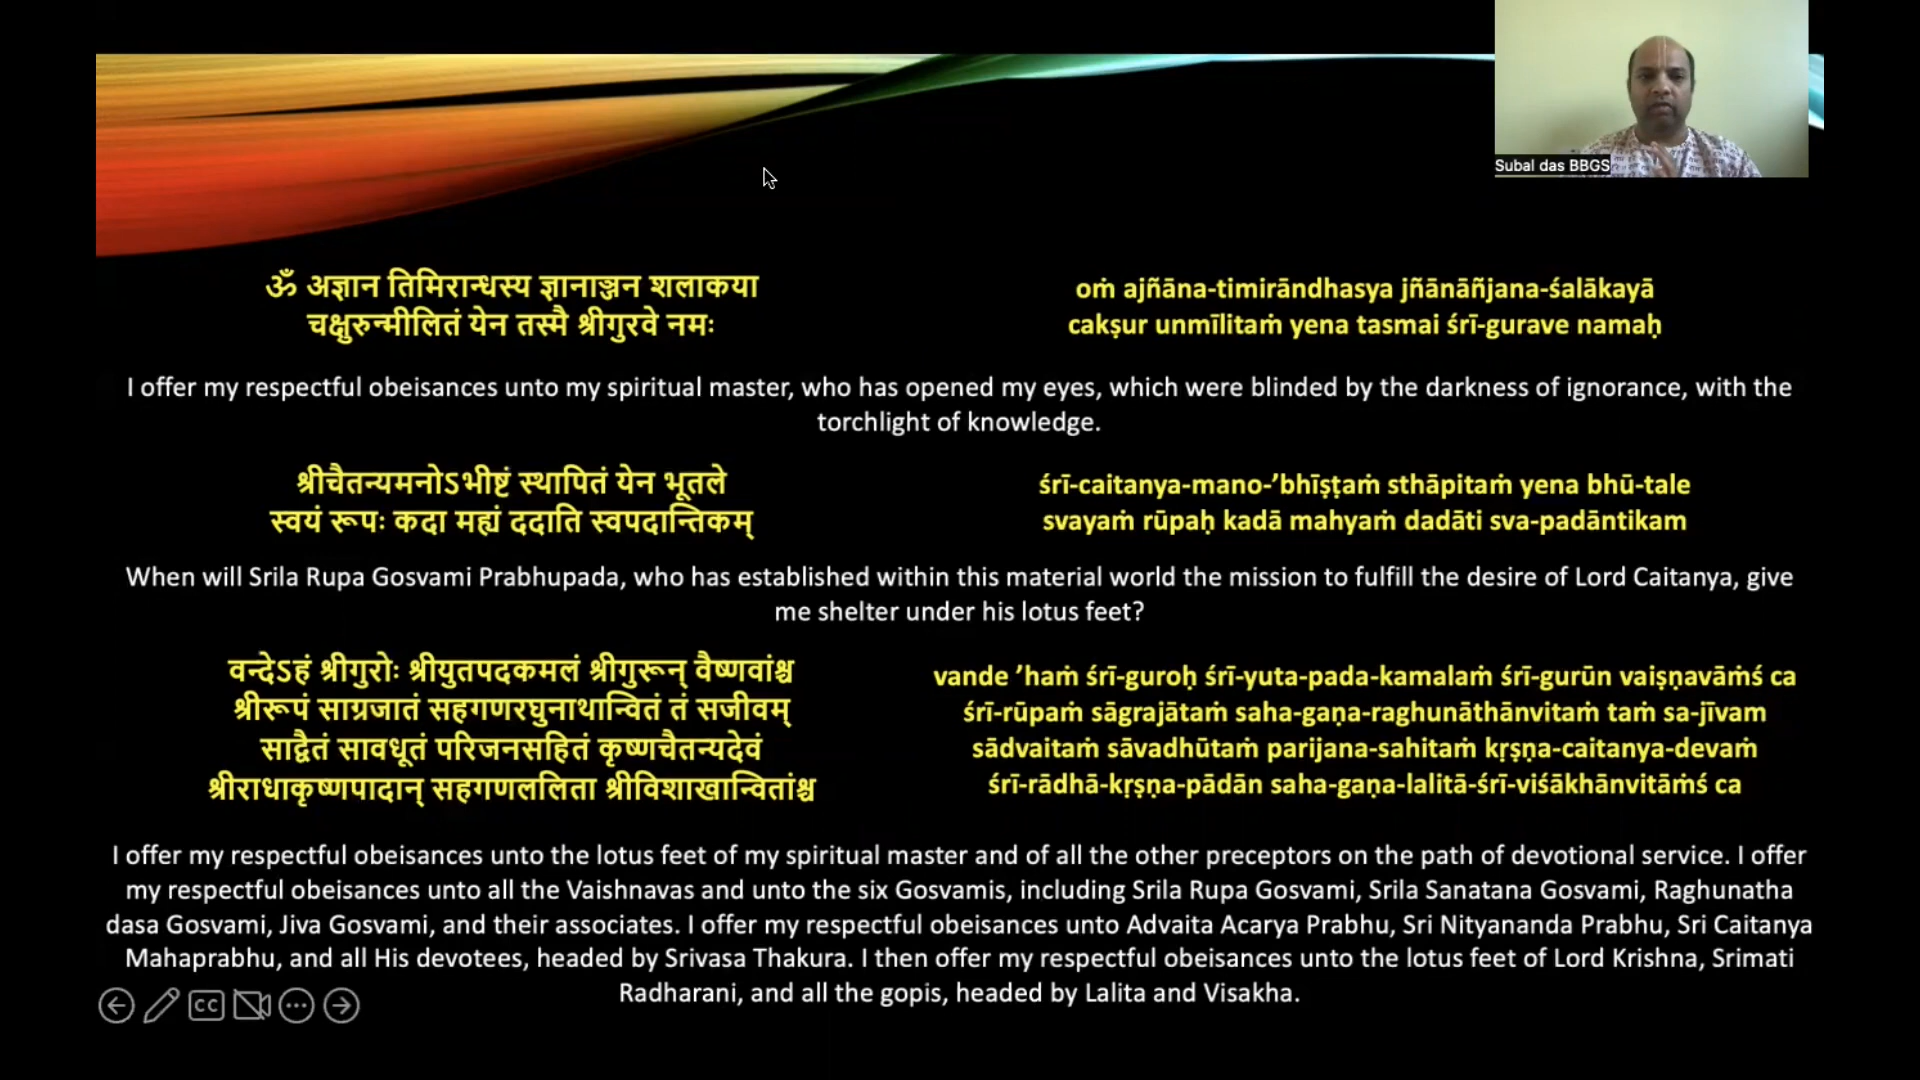 Subal das BBGS
ॐ अज्ञान तिमिरान्धस्य ज्ञानाञ्जन शलाकया
चक्षुरुन्मीलितं येन तस्मै श्रीगुरवे नमः
oṁ ajñāna-timirāndhasya jñānāñjana-śalākayā
cakṣur unmīlitaṁ yena tasmai śrī-gurave namaḥ
I offer my respectful obeisances unto my spiritual master, who has opened my eyes, which were blinded by the darkness of ignorance, with the
torchlight of knowledge.
श्रीचैतन्यमनोऽभीष्टं स्थापितं येन भूतले
स्वयं रूपः कदा मह्यं ददाति स्वपदान्तिकम्
śrī-caitanya-mano-’bhīṣṭaṁ sthāpitaṁ yena bhū-tale
svayaṁ rūpaḥ kadā mahyaṁ dadāti sva-padāntikam
When will Srila Rupa Gosvami Prabhupada, who has established within this material world the mission to fulfill the desire of Lord Caitanya, give
me shelter under his lotus feet?
वन्देऽहं श्रीगुरोः श्रीयुतपदकमलं श्रीगुरून् वैष्णवांश्च
श्रीरूपं साग्रजातं सहगणरघुनाथान्वितं तं सजीवम्
साद्वैतं सावधूतं परिजनसहितं कृष्णचैतन्यदेवं
श्रीराधाकृष्णपादान् सहगणललिता श्रीविशाखान्वितांश्च
vande ’haṁ śrī-guroḥ śrī-yuta-pada-kamalaṁ śrī-gurūn vaiṣṇavāṁś ca
śrī-rūpaṁ sāgrajātaṁ saha-gaṇa-raghunāthānvitaṁ taṁ sa-jīvam
sādvaitaṁ sāvadhūtaṁ parijana-sahitaṁ kṛṣṇa-caitanya-devaṁ
śrī-rādhā-kṛṣṇa-pādān saha-gaṇa-lalitā-śrī-viśākhānvitāṁś ca
I offer my respectful obeisances unto the lotus feet of my spiritual master and of all the other preceptors on the path of devotional service. I offer
my respectful obeisances unto all the Vaishnavas and unto the six Gosvamis, including Srila Rupa Gosvami, Srila Sanatana Gosvami, Raghunatha
dasa Gosvami, Jiva Gosvami, and their associates. I offer my respectful obeisances unto Advaita Acarya Prabhu, Sri Nityananda Prabhu, Sri Caitanya
Mahaprabhu, and all His devotees, headed by Srivasa Thakura. I then offer my respectful obeisances unto the lotus feet of Lord Krishna, Srimati
Radharani, and all the gopis, headed by Lalita and Visakha.
CC